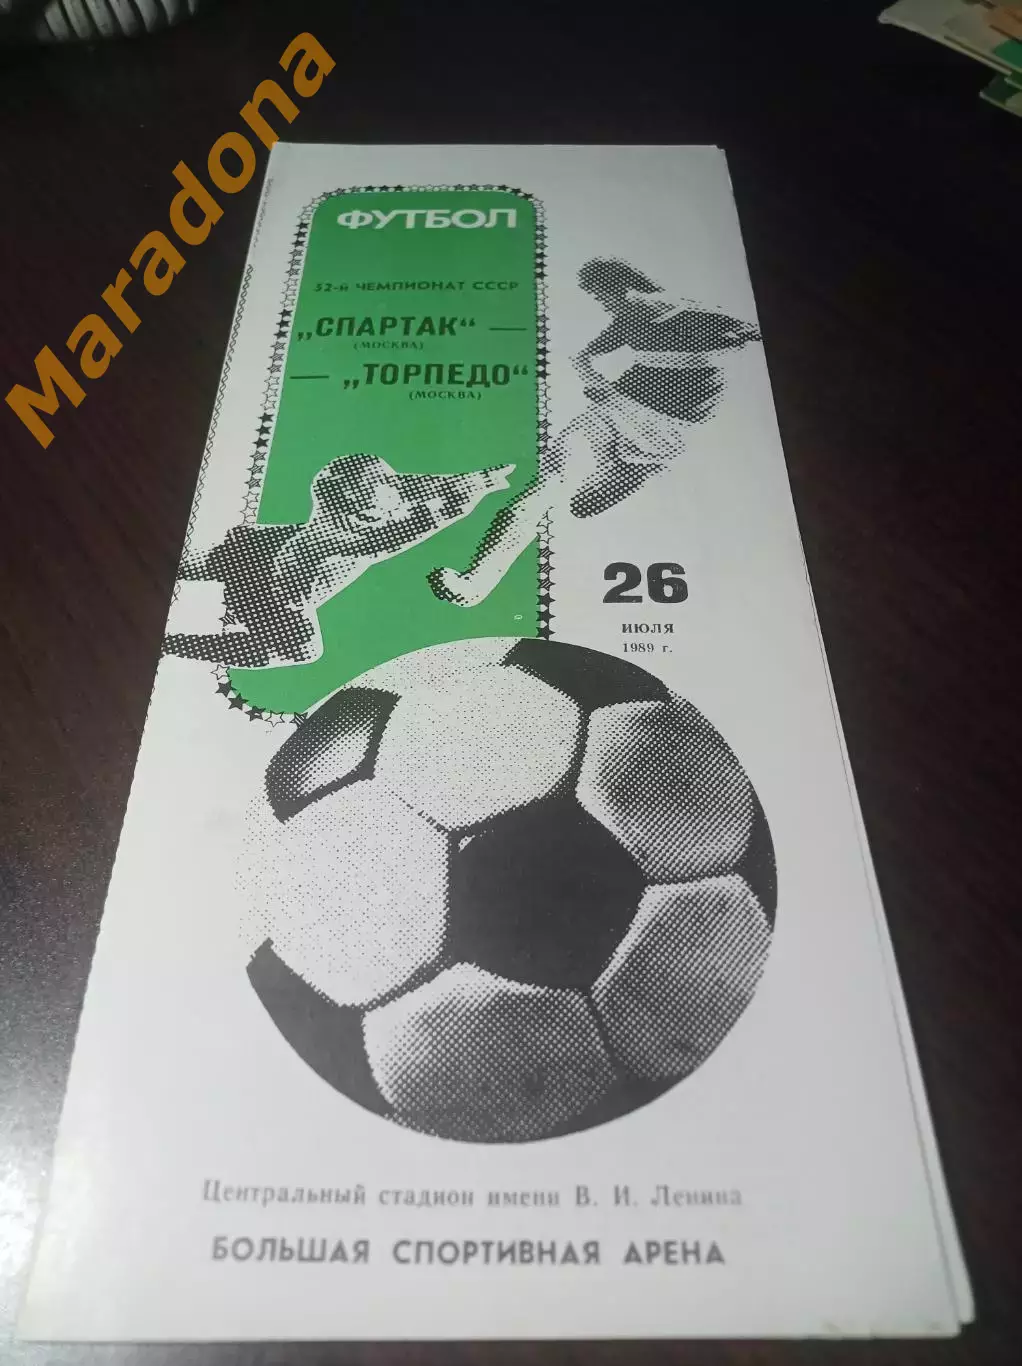 Maradona
ФУТБОЛ
52-й ЧЕМПИОНАТ СССР
„СПАРТАК“ —
(МОСКВА)
— „ТОРПЕДО“
(МОСКВА)
26
ИЮЛЯ
1989 г.
Центральный стадион имени В. И. Ленина
БОЛЬШАЯ СПОРТИВНАЯ АРЕНА